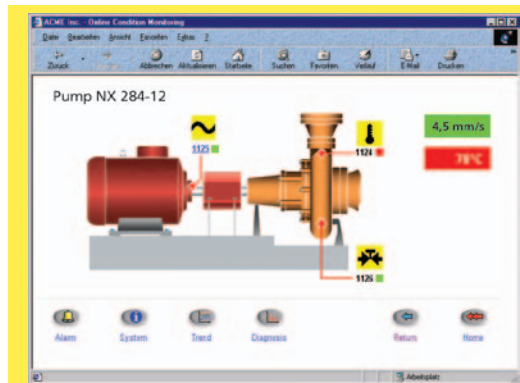 ACME Inc. - Online Condition Monitoring
Datei Bearbeiten Ansicht Favoriten Extras ?
Zurück Abbrechen Aktualisieren Startseite Suchen Favoriten Verlauf E-Mail Drucken
Pump NX 284-12
4,5 mm/s
1125
1124
78°C
1126
Alarm System Trend Diagnosis Return Home
Arbeitsplatz